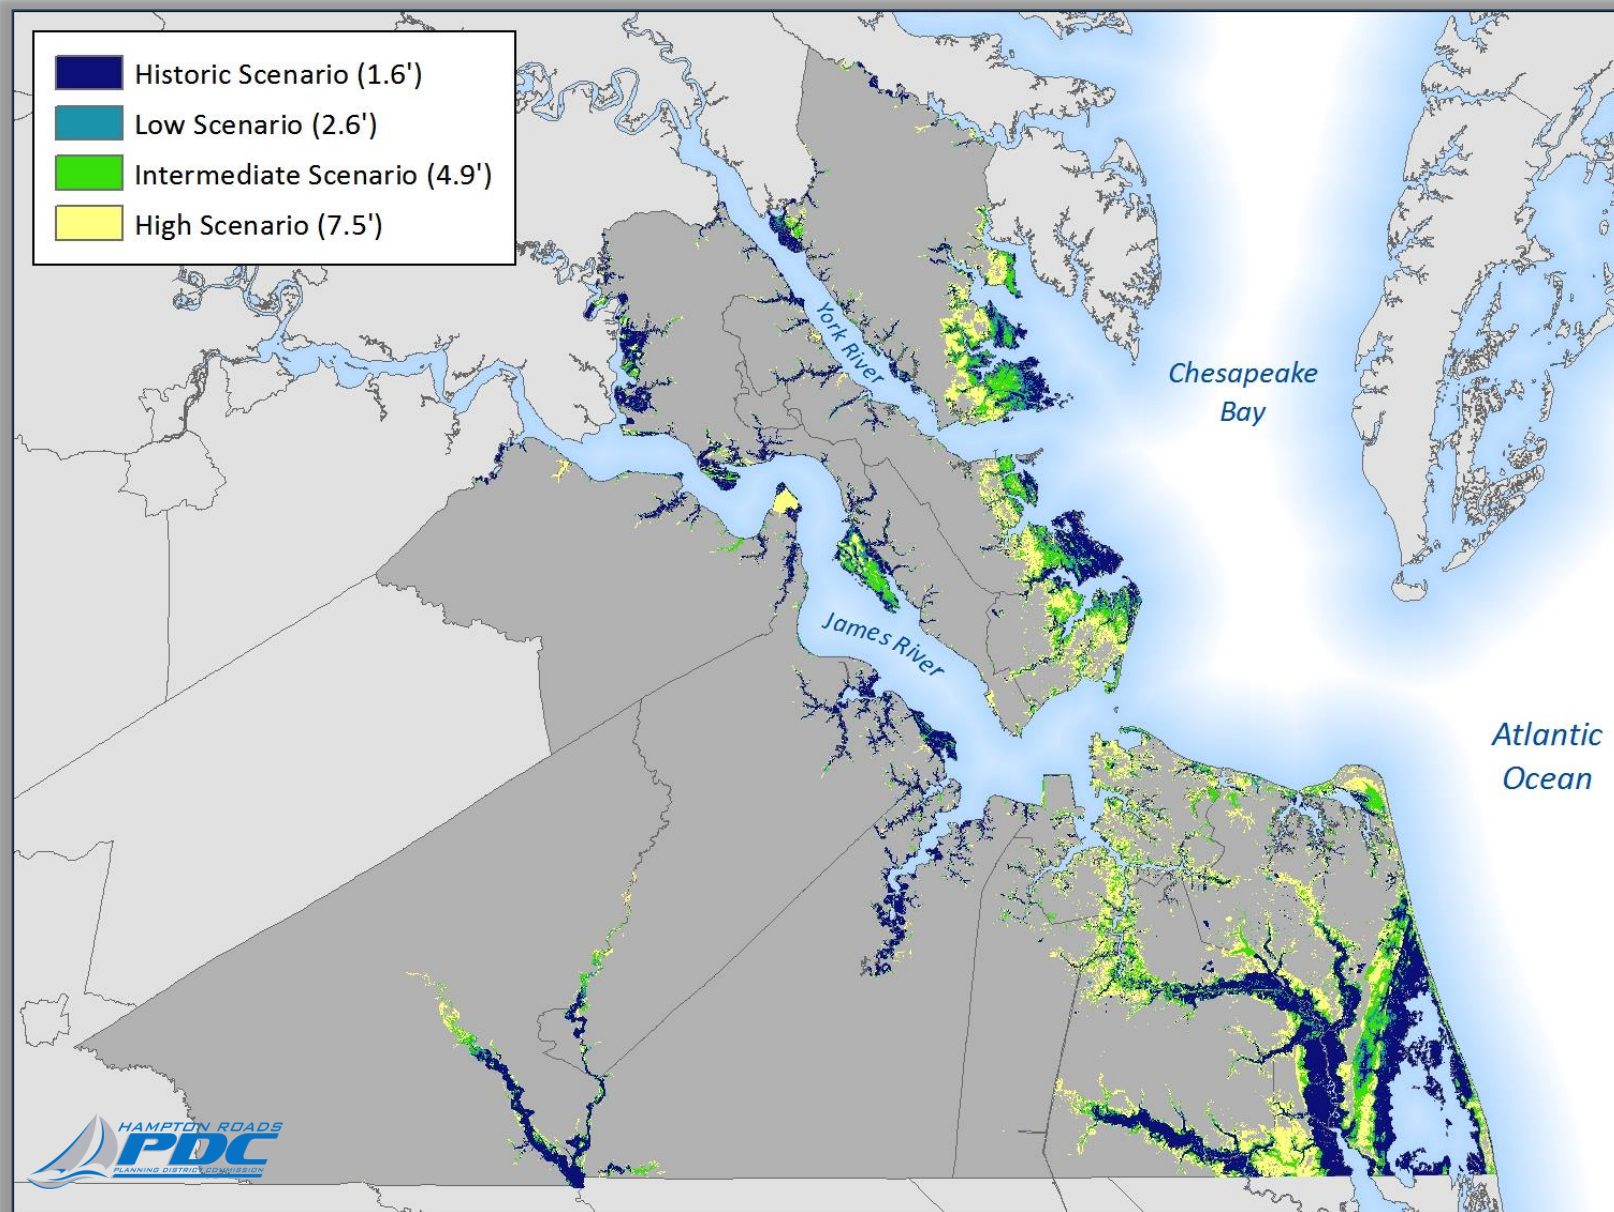 Historic Scenario (1.6')
Low Scenario (2.6')
Intermediate Scenario (4.9')
High Scenario (7.5')
York River
Chesapeake
Bay
James River
Atlantic
Ocean
HAMPTON ROADS
PDC
PLANNING DISTRICT COMMISSION